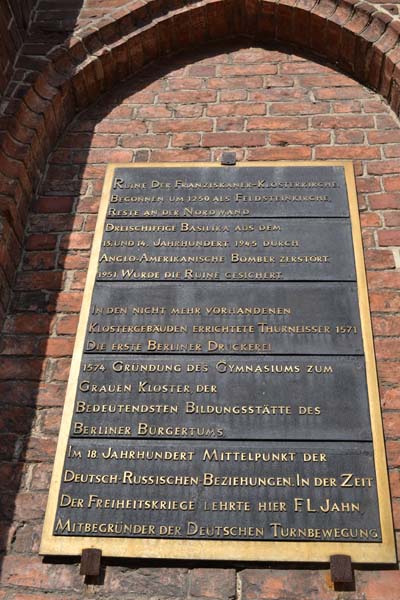 Ruine Der Franziskaner-Klosterkirche.
Begonnen um 1250 als Feldsteinkirche.
Reste an der Nordwand.
Dreischiffige Basilika aus dem
13. und 14. Jahrhundert 1945 durch
Anglo-Amerikanische Bomber zerstört.
1951 Wurde die Ruine gesichert.
In den nicht mehr vorhandenen
Klostergebäuden errichtete Thurneisser 1571
Die erste Berliner Druckerei.
1574 Gründung des Gymnasiums zum
Grauen Kloster, der
Bedeutendsten Bildungsstätte des
Berliner Bürgertums.
Im 18. Jahrhundert Mittelpunkt der
Deutsch-Russischen Beziehungen. In der Zeit
Der Freiheitskriege lehrte hier F.L. Jahn,
Mitbegründer der Deutschen Turnbewegung.